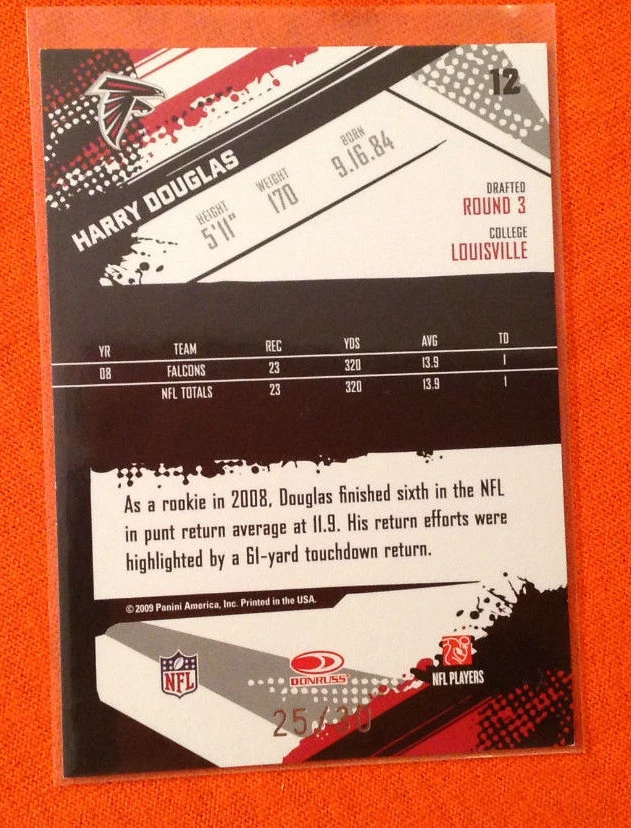 12
HARRY DOUGLAS
HEIGHT
5'11"
WEIGHT
170
BORN
9.16.84
DRAFTED
ROUND 3
COLLEGE
LOUISVILLE
YR TEAM REC YDS AVG TD
08 FALCONS 23 320 13.9 1
NFL TOTALS 23 320 13.9 1
As a rookie in 2008, Douglas finished sixth in the NFL
in punt return average at 11.9. His return efforts were
highlighted by a 61-yard touchdown return.
©2009 Panini America, Inc. Printed in the USA.
NFL
DONRUSS
NFL PLAYERS
25/30